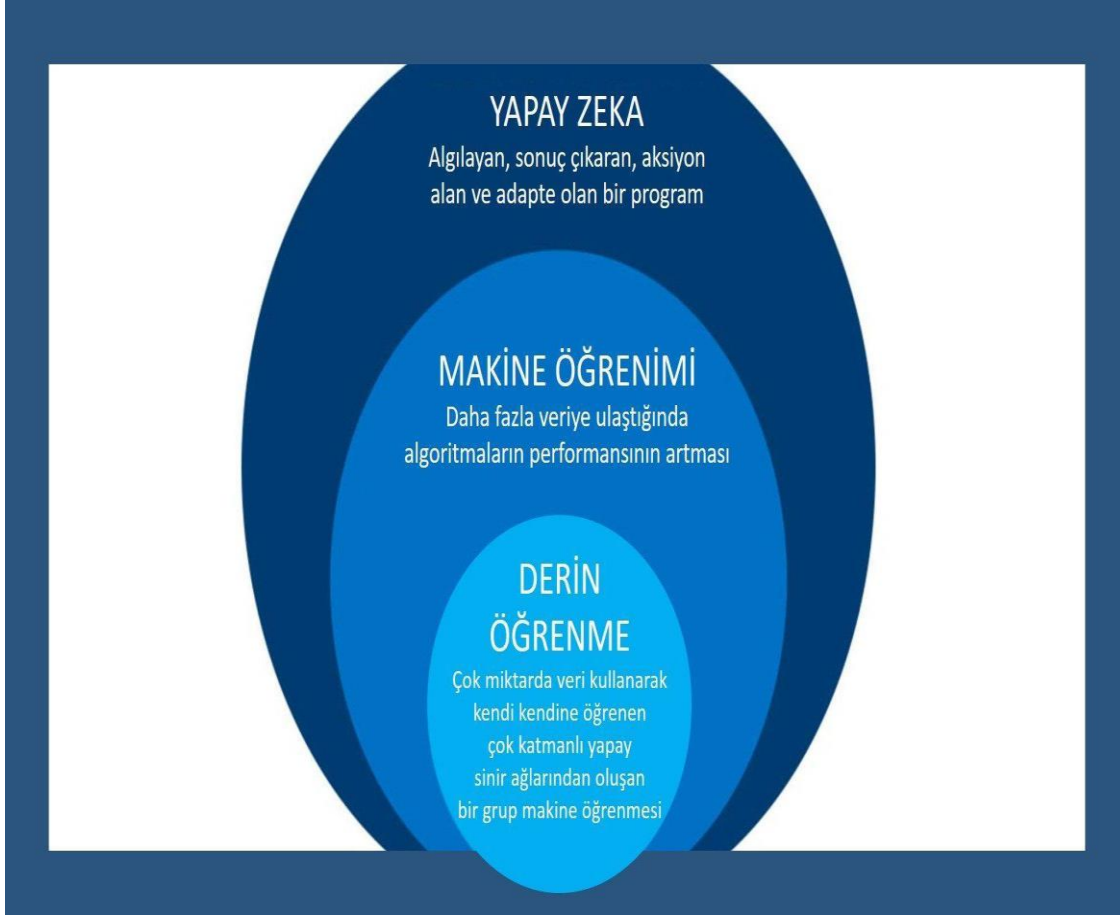 YAPAY ZEKA
Algılayan, sonuç çıkaran, aksiyon
alan ve adapte olan bir program
MAKİNE ÖĞRENİMİ
Daha fazla veriye ulaştığında
algoritmaların performansının artması
DERİN
ÖĞRENME
Çok miktarda veri kullanarak
kendi kendine öğrenen
çok katmanlı yapay
sinir ağlarından oluşan
bir grup makine öğrenmesi